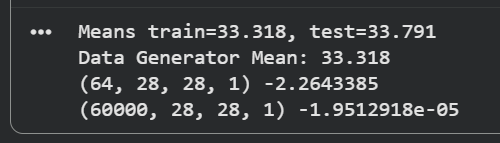 Means train=33.318, test=33.791
Data Generator Mean: 33.318
(64, 28, 28, 1) -2.2643385
(60000, 28, 28, 1) -1.9512918e-05